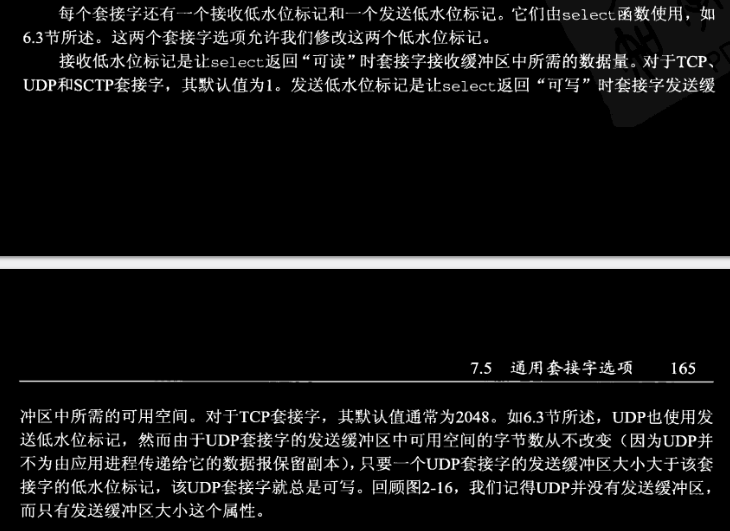 每个套接字还有一个接收低水位标记和一个发送低水位标记。它们由select函数使用，如
6.3节所述。这两个套接字选项允许我们修改这两个低水位标记。
接收低水位标记是让select返回“可读”时套接字接收缓冲区中所需的数据量。对于TCP、
UDP和SCTP套接字，其默认值为1。发送低水位标记是让select返回“可写”时套接字发送缓
7.5 通用套接字选项 165
冲区中所需的可用空间。对于TCP套接字，其默认值通常为2048。如6.3节所述，UDP也使用发
送低水位标记，然而由于UDP套接字的发送缓冲区中可用空间的字节数从不改变（因为UDP并
不为由应用进程传递给它的数据报保留副本），只要一个UDP套接字的发送缓冲区大小大于该套
接字的低水位标记，该UDP套接字就总是可写。回顾图2-16，我们记得UDP并没有发送缓冲区，
而只有发送缓冲区大小这个属性。